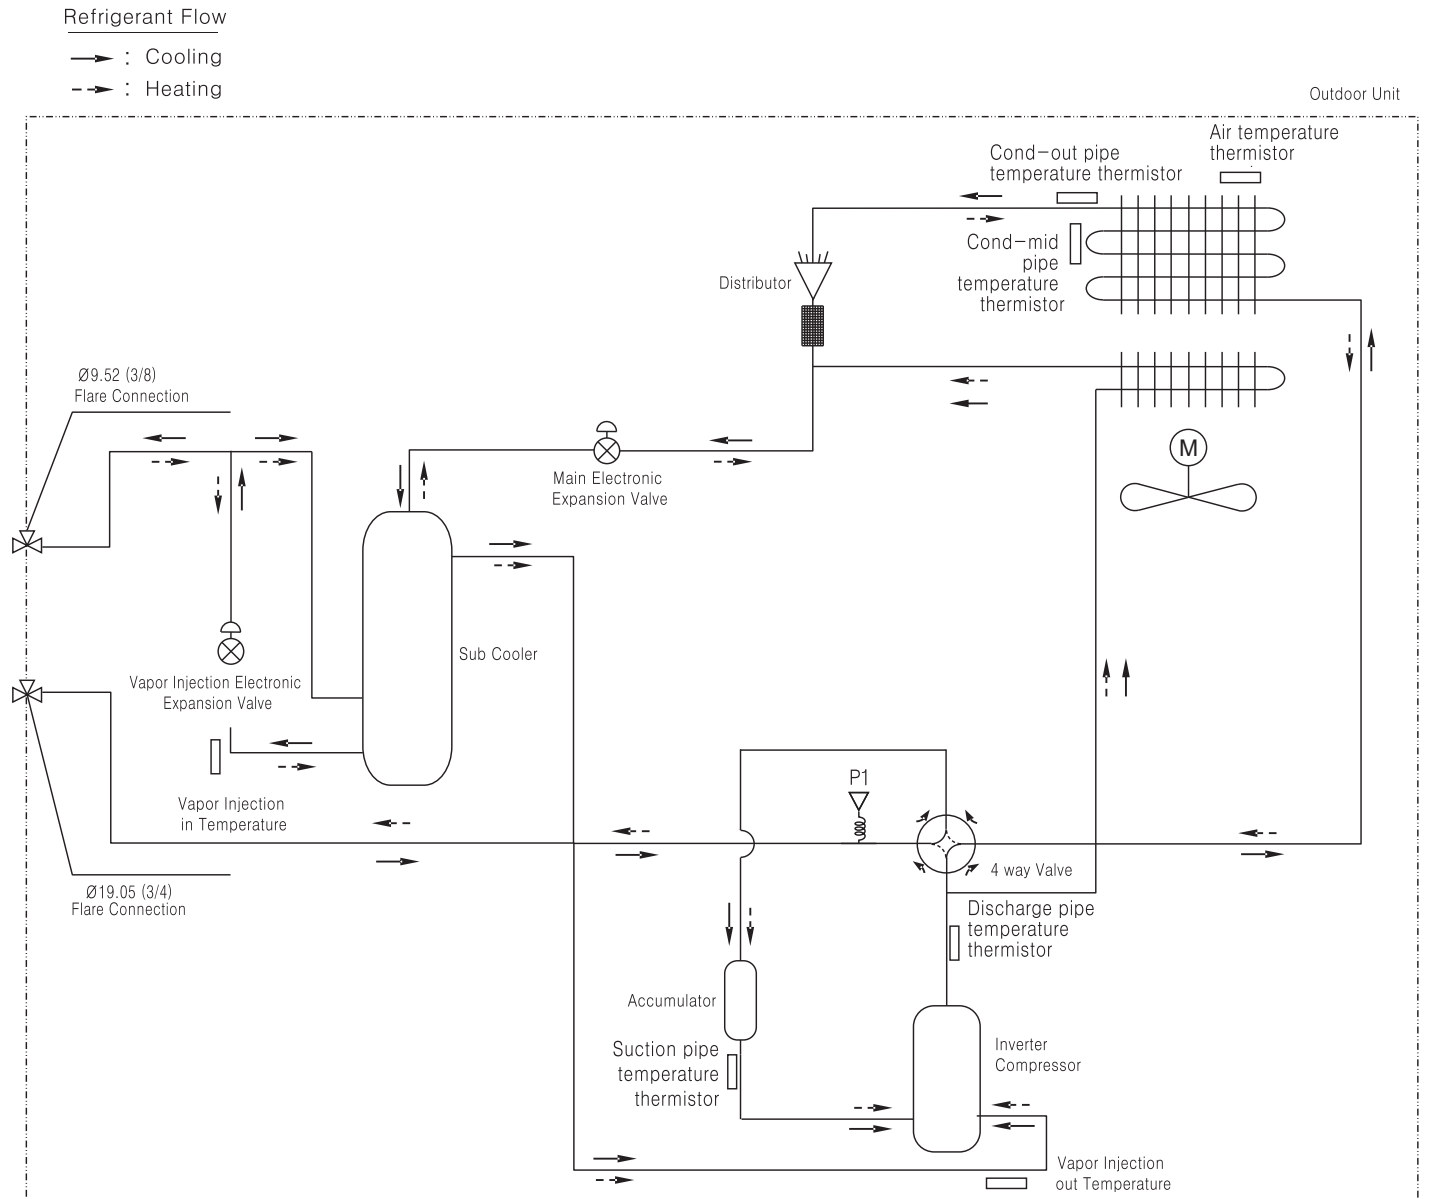 Refrigerant Flow
: Cooling
: Heating
Outdoor Unit
Air temperature
thermistor
Cond-out pipe
temperature thermistor
Cond-mid
pipe
temperature
thermistor
Distributor
Ø9.52 (3/8)
Flare Connection
M
Main Electronic
Expansion Valve
Sub Cooler
Vapor Injection Electronic
Expansion Valve
Vapor Injection
in Temperature
P1
4 way Valve
Ø19.05 (3/4)
Flare Connection
Discharge pipe
temperature
thermistor
Accumulator
Suction pipe
temperature
thermistor
Inverter
Compressor
Vapor Injection
out Temperature